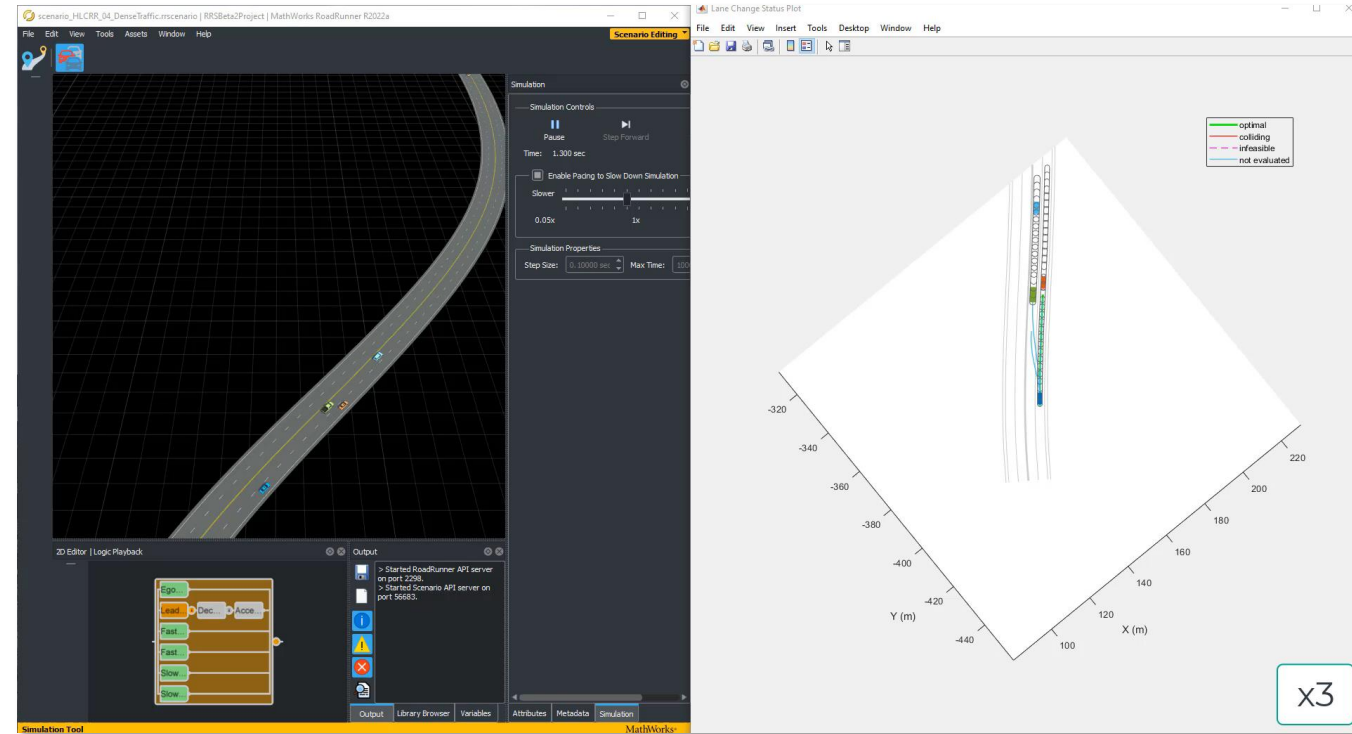 scenario_HLCRR_04_DenseTraffic.rrscenario | RRSBeta2Project | MathWorks RoadRunner R2022a
File Edit View Tools Assets Window Help
Scenario Editing
Simulation
Simulation Controls
Pause
Step Forward
Time: 1.300 sec
Enable Pacing to Slow Down Simulation
Slower
0.05x
1x
Simulation Properties
Step Size: 0.10000 sec Max Time: 100
2D Editor | Logic Playback
Ego...
Lead... Dec... Acce...
Fast...
Fast...
Slow...
Slow...
Output
> Started RoadRunner API server
on port 2298.
> Started Scenario API server on
port 56683.
Output Library Browser Variables
Attributes Metadata Simulation
Simulation Tool
MathWorks
Lane Change Status Plot
File Edit View Insert Tools Desktop Window Help
optimal
colliding
infeasible
not evaluated
-320
-340
-360
-380
-400
-420
-440
Y (m)
220
200
180
160
140
120
100
X (m)
x3